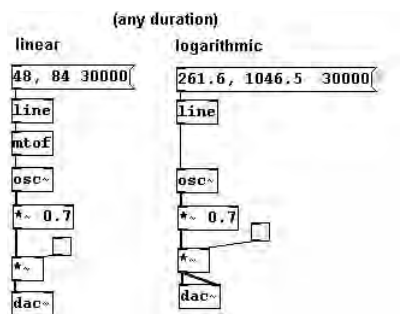 (any duration)
linear
logarithmic
48, 84 30000
261.6, 1046.5 30000
line
line
mtof
osc~
osc~
*~ 0.7
*~ 0.7
*~
*~
dac~
dac~